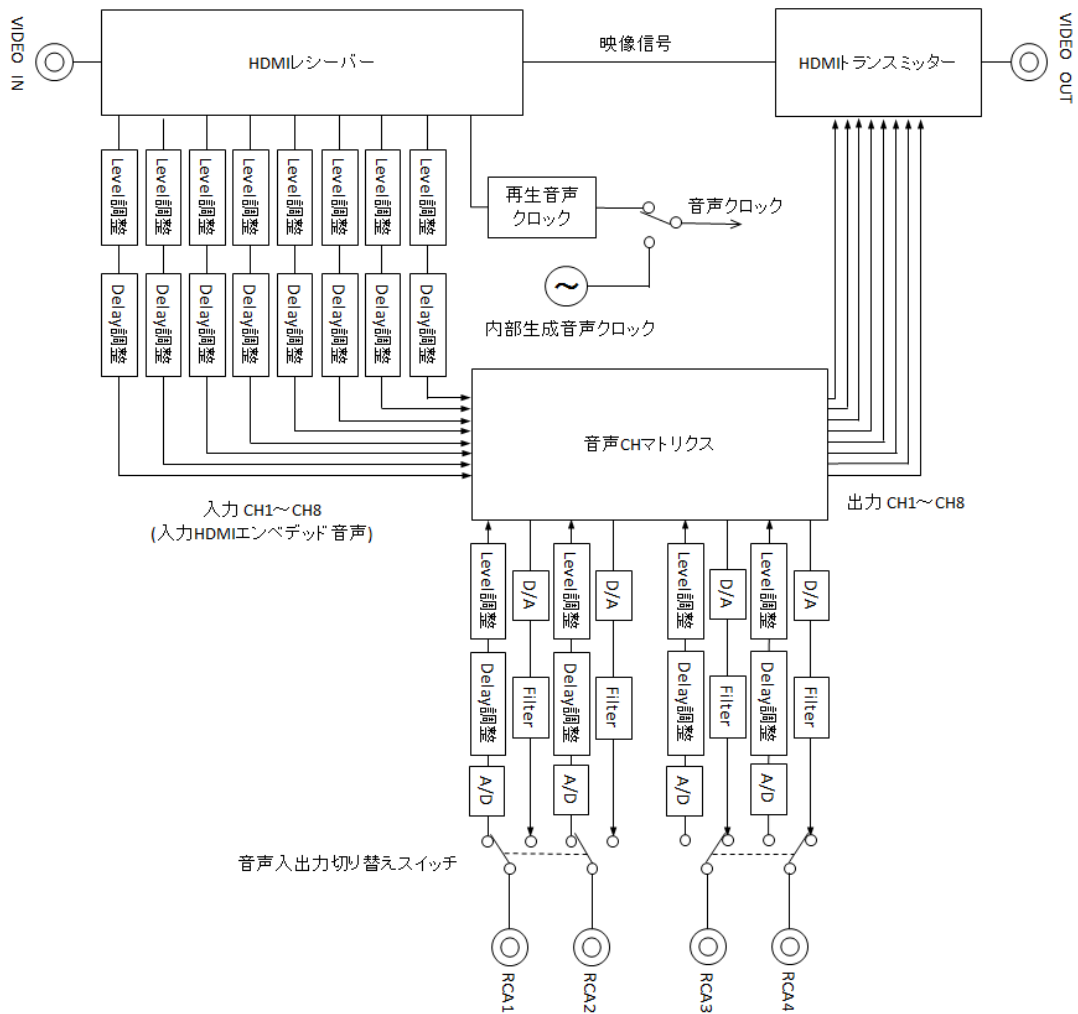 VIDEO IN
HDMIレシーバー
映像信号
HDMIトランスミッター
VIDEO OUT
Level調整
Level調整
Level調整
Level調整
Level調整
Level調整
Level調整
Level調整
再生音声
クロック
音声クロック
Delay調整
Delay調整
Delay調整
Delay調整
Delay調整
Delay調整
Delay調整
Delay調整
~
内部生成音声クロック
音声CHマトリクス
入力 CH1~CH8
(入力HDMIエンベデッド音声)
出力 CH1~CH8
Level調整
D/A
Level調整
D/A
Level調整
D/A
Level調整
D/A
Delay調整
Filter
Delay調整
Filter
Delay調整
Filter
Delay調整
Filter
A/D
A/D
A/D
A/D
音声入出力切り替えスイッチ
RCA1
RCA2
RCA3
RCA4